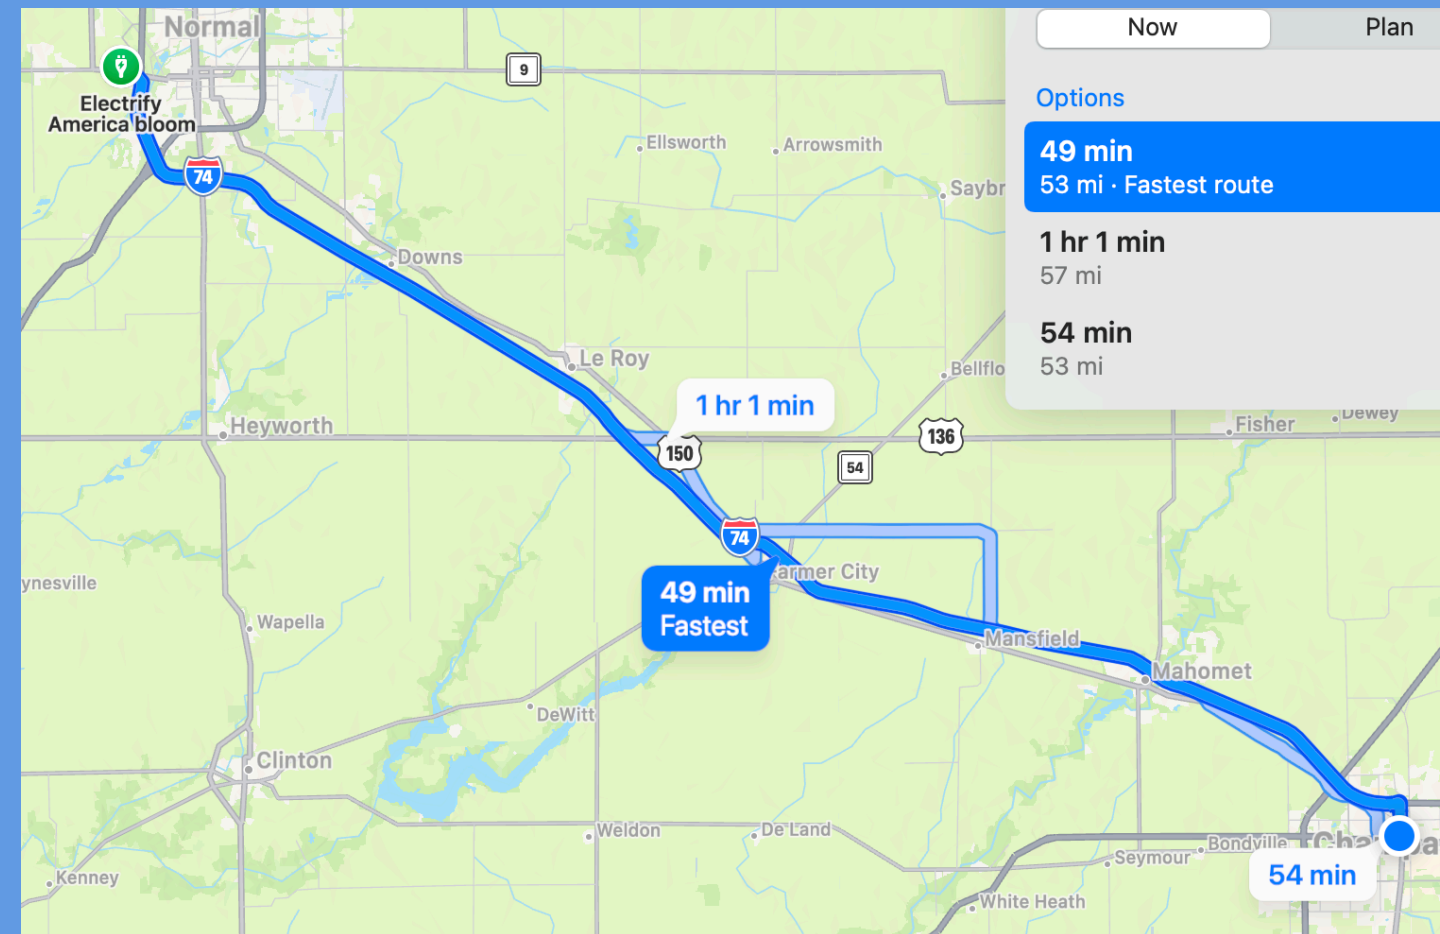 Normal
Now
Plan
9
Electrify
America bloom
Options
49 min
53 mi · Fastest route
Ellsworth
Arrowsmith
74
Saybr
1 hr 1 min
57 mi
Downs
54 min
53 mi
Le Roy
Bellflo
1 hr 1 min
Dewey
Heyworth
Fisher
136
150
54
74
armer City
ynesville
49 min
Fastest
Wapella
Mansfield
Mahomet
DeWitt
Clinton
Weldon
De Land
Bondville
Cha
pa
Seymour
54 min
Kenney
White Heath